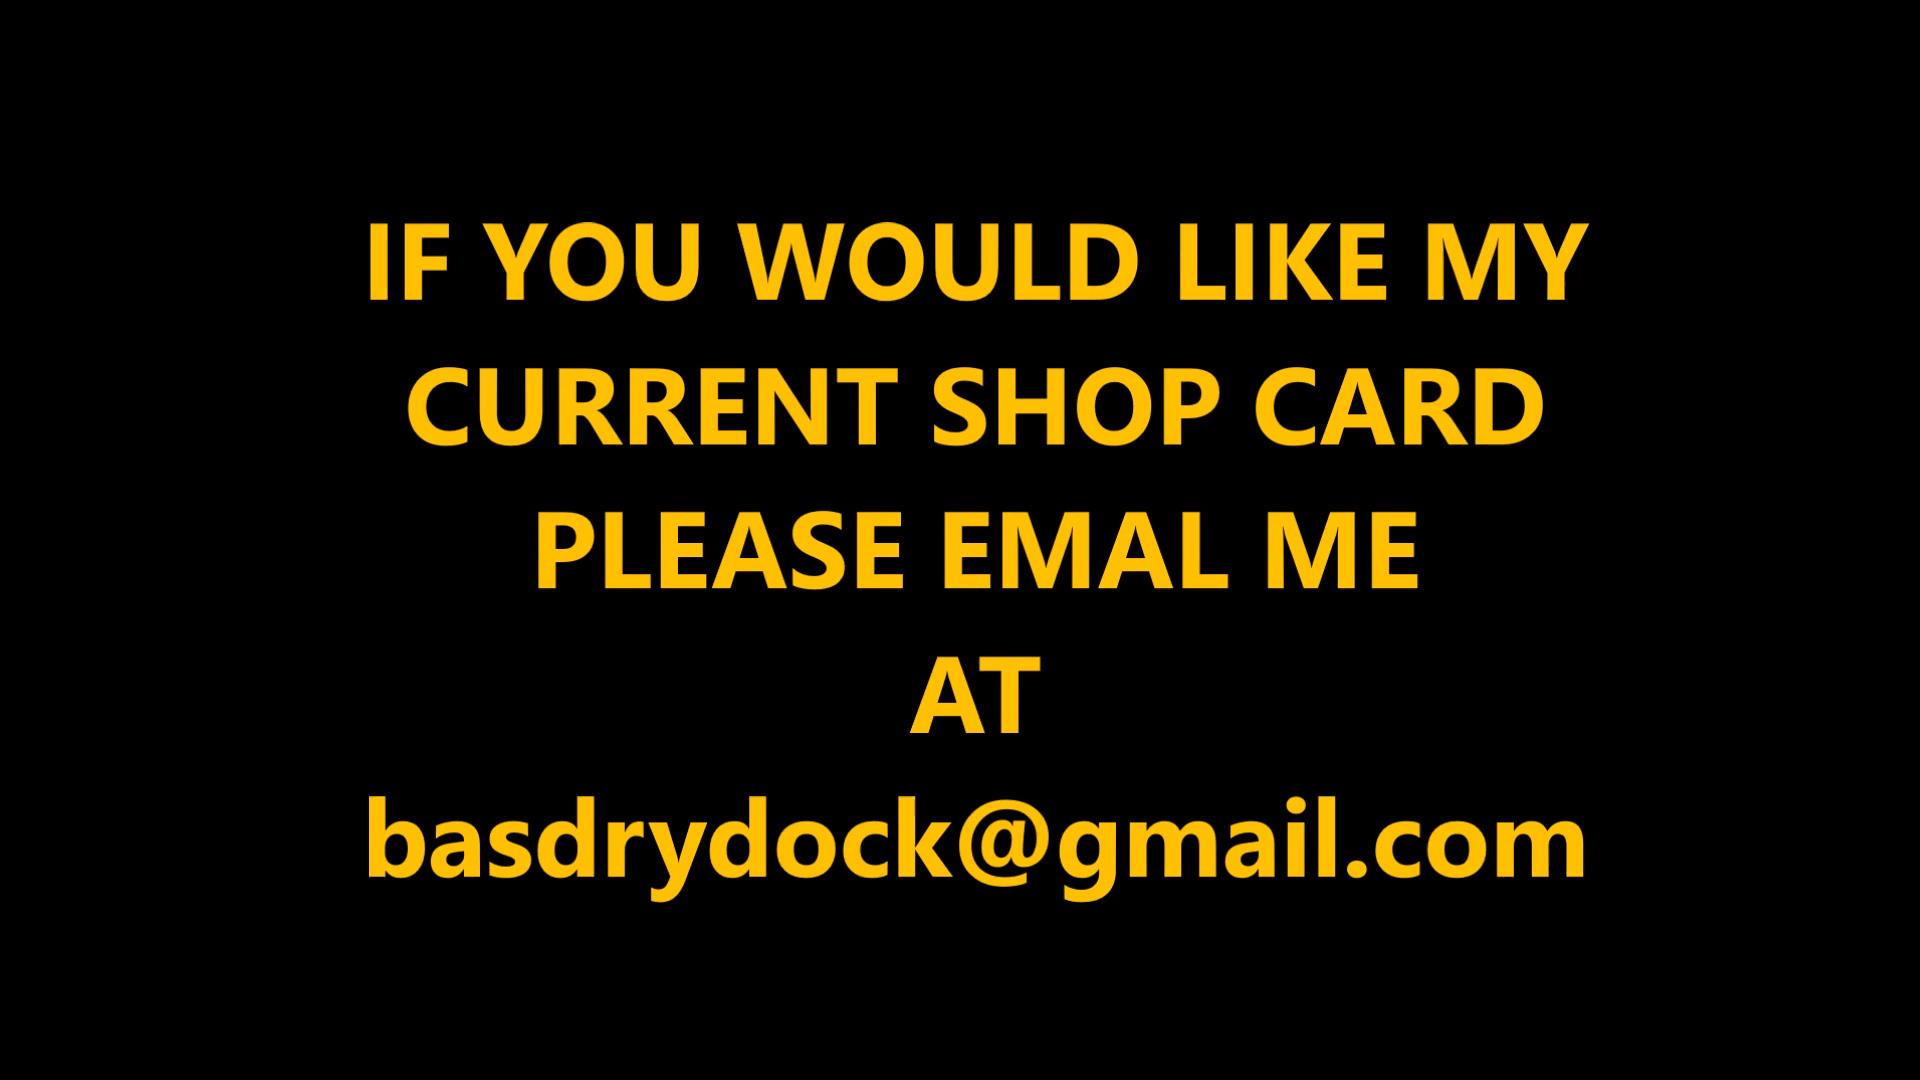 IF YOU WOULD LIKE MY
CURRENT SHOP CARD
PLEASE EMAL ME
AT
basdrydock@gmail.com